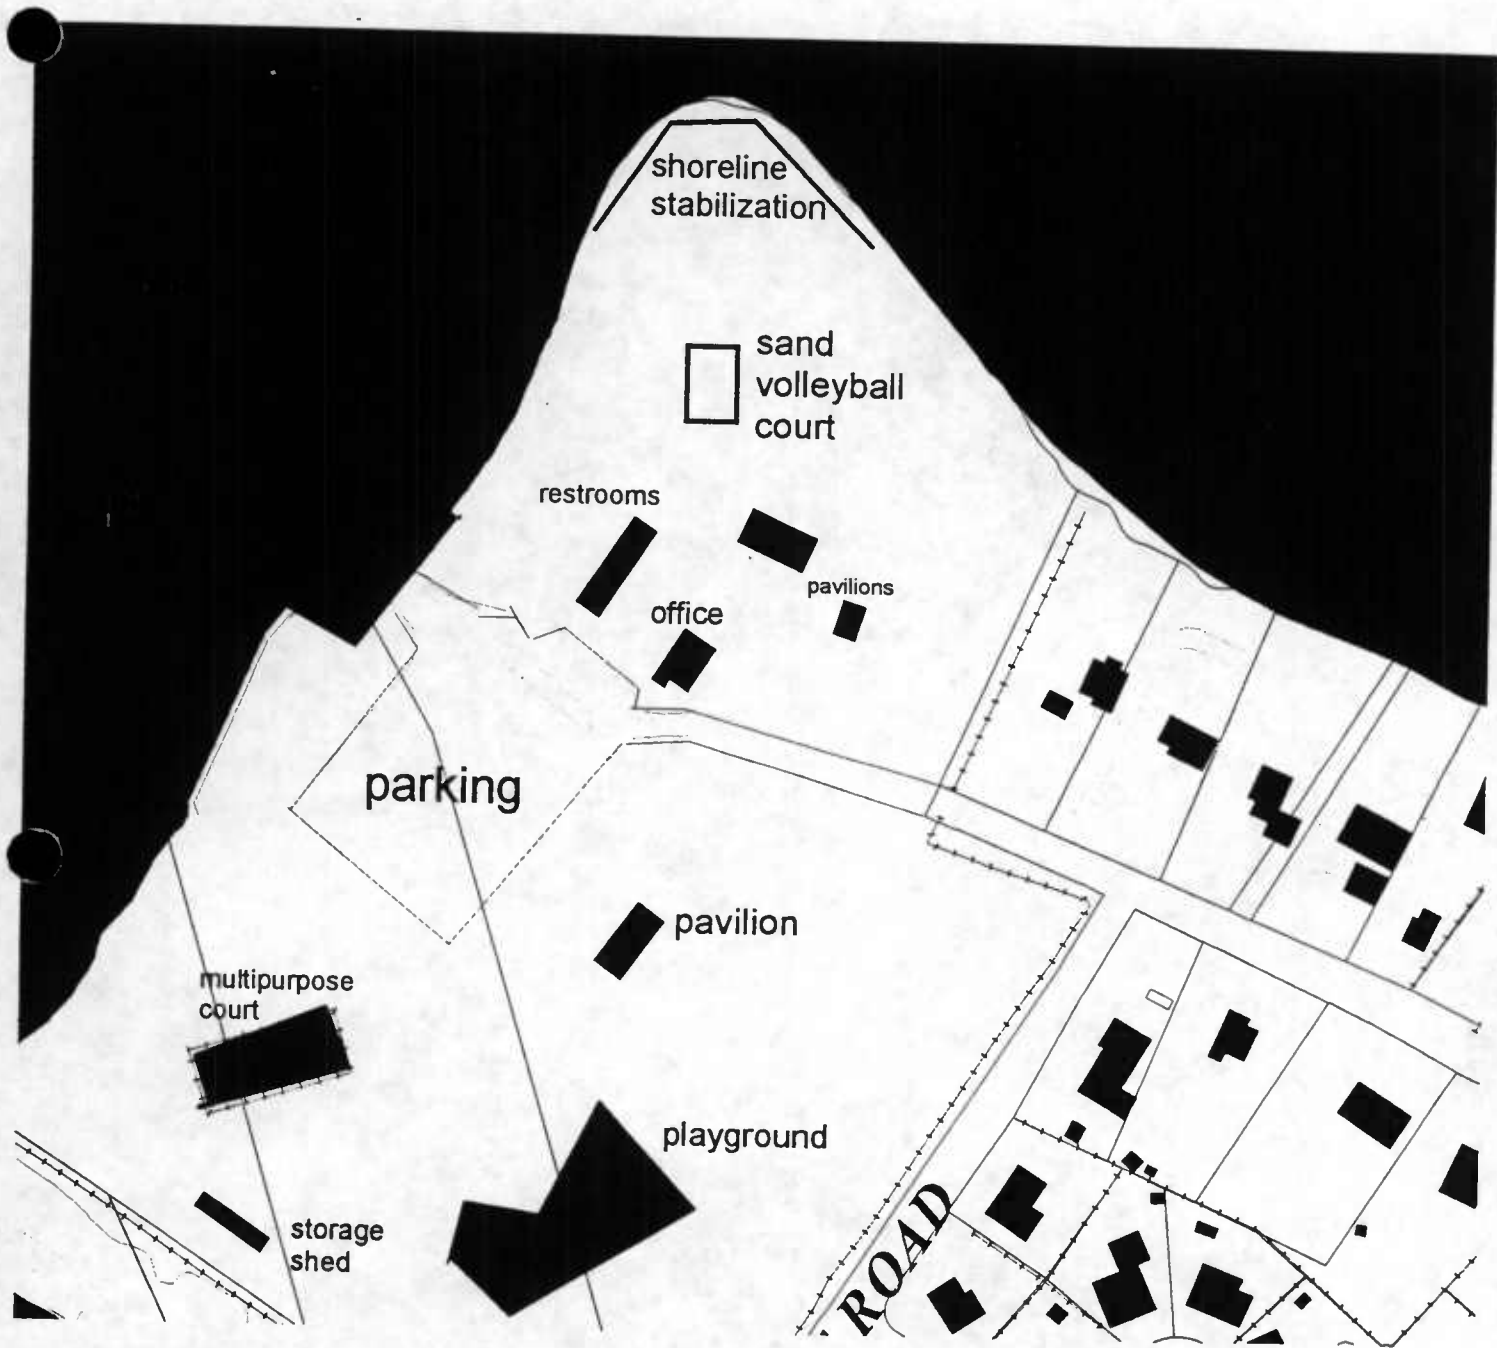 shoreline
stabilization
sand
volleyball
court
restrooms
pavilions
office
parking
pavilion
multipurpose
court
playground
storage
shed
ROAD